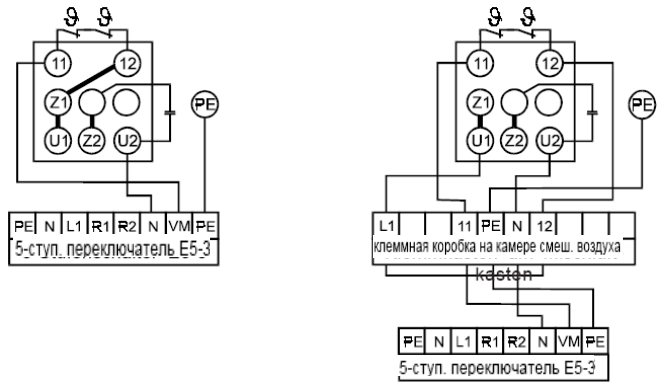 ϑ ϑ
11 12
Z1
U1 Z2 U2
PE
PE N L1 R1 R2 N VM PE
5-ступ. переключатель E5-3
ϑ ϑ
11 12
Z1
U1 Z2 U2
PE
L1 11 PE N 12
клеммная коробка на камере смеш. воздуха
kasten
PE N L1 R1 R2 N VM PE
5-ступ. переключатель E5-3